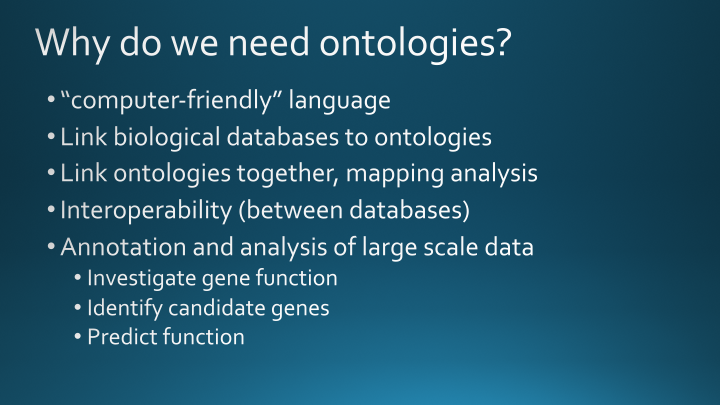 Why do we need ontologies?
• “computer-friendly” language
• Link biological databases to ontologies
• Link ontologies together, mapping analysis
• Interoperability (between databases)
• Annotation and analysis of large scale data
• Investigate gene function
• Identify candidate genes
• Predict function